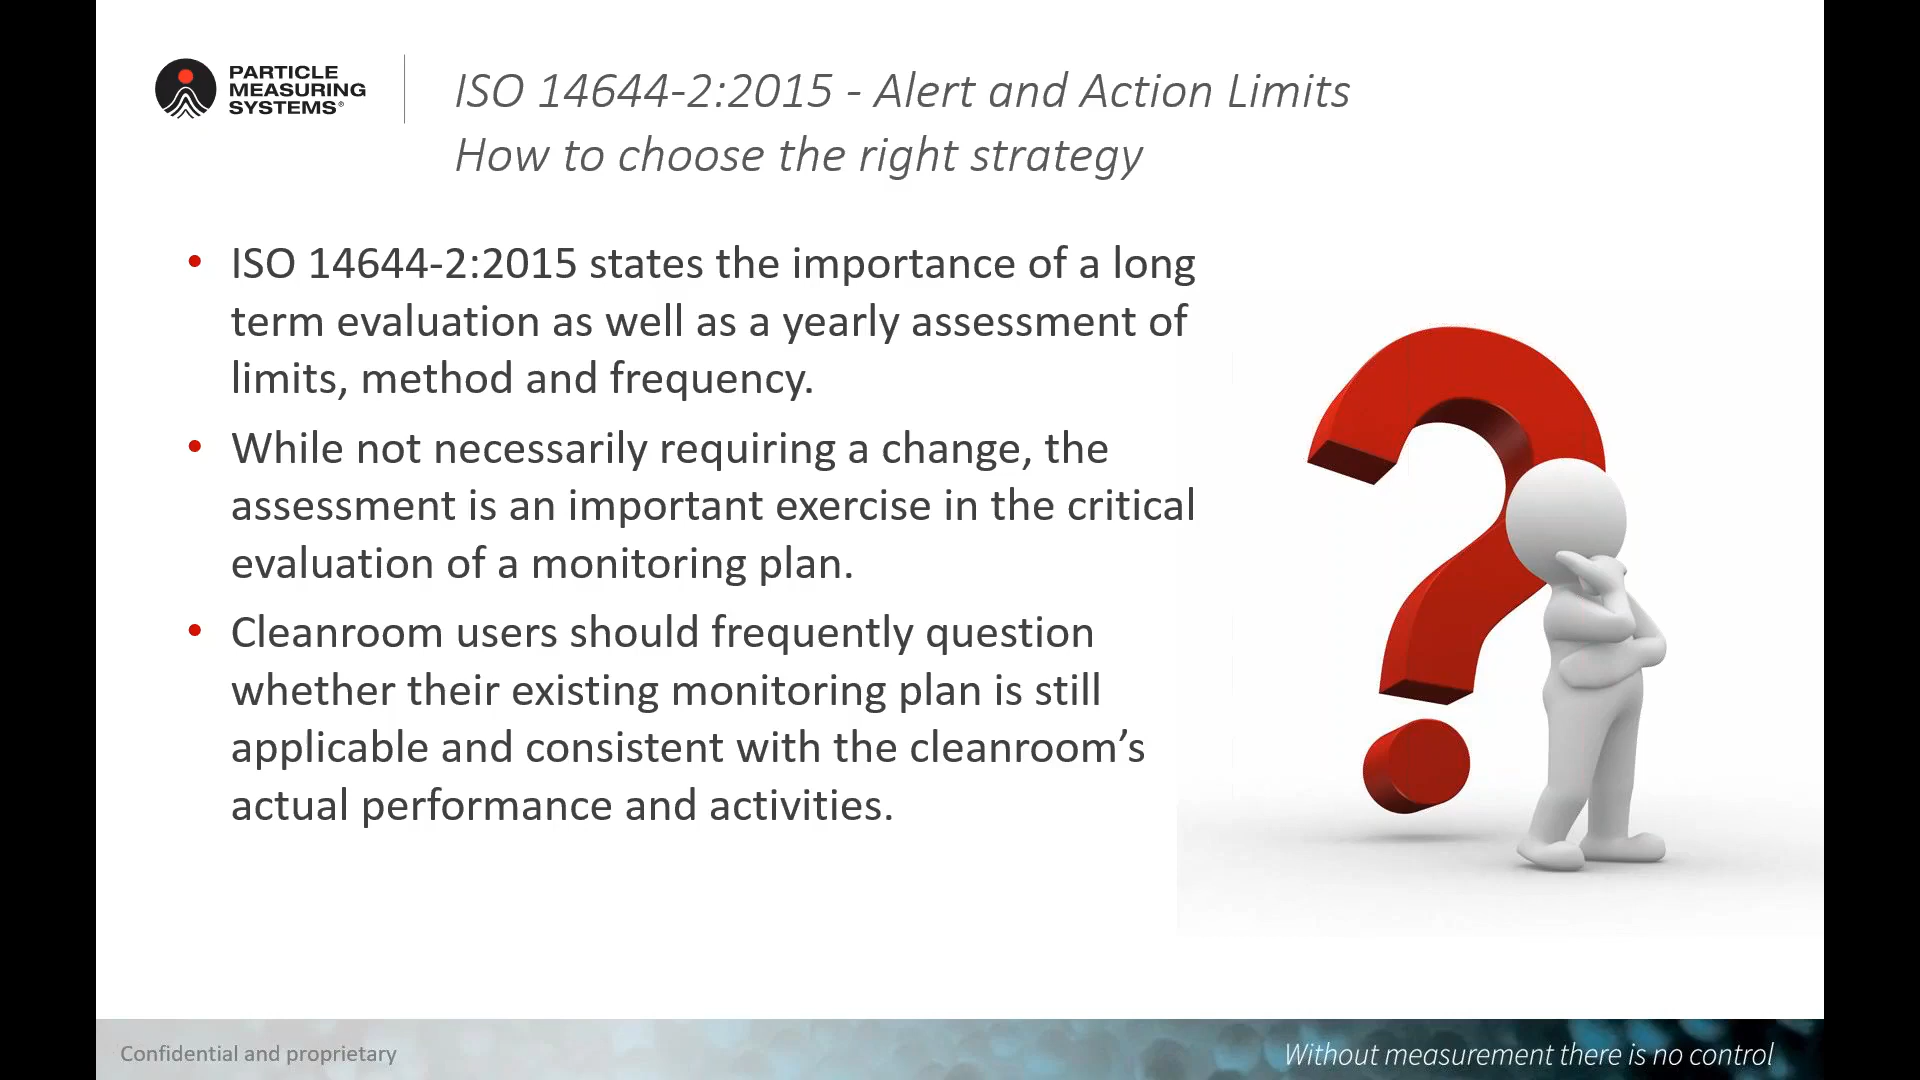 PARTICLE
MEASURING
SYSTEMS®
ISO 14644-2:2015 - Alert and Action Limits
How to choose the right strategy
• ISO 14644-2:2015 states the importance of a long
term evaluation as well as a yearly assessment of
limits, method and frequency.
• While not necessarily requiring a change, the
assessment is an important exercise in the critical
evaluation of a monitoring plan.
• Cleanroom users should frequently question
whether their existing monitoring plan is still
applicable and consistent with the cleanroom’s
actual performance and activities.
Confidential and proprietary
Without measurement there is no control